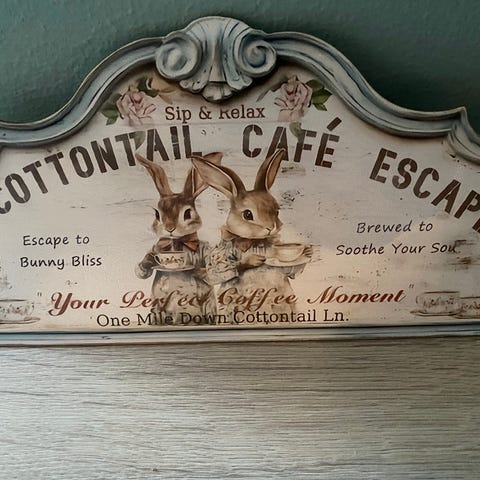 Sip & Relax
COTTONTAIL CAFÉ ESCAPE
Escape to
Bunny Bliss
Brewed to
Soothe Your Soul
"Your Perfect Coffee Moment"
One Mile Down Cottontail Ln.